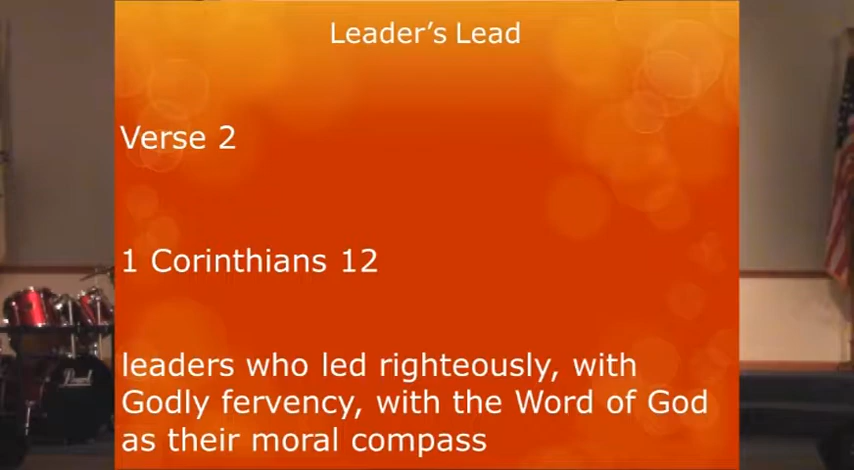 Leader's Lead
Verse 2
1 Corinthians 12
leaders who led righteously, with
Godly fervency, with the Word of God
as their moral compass
Pearl